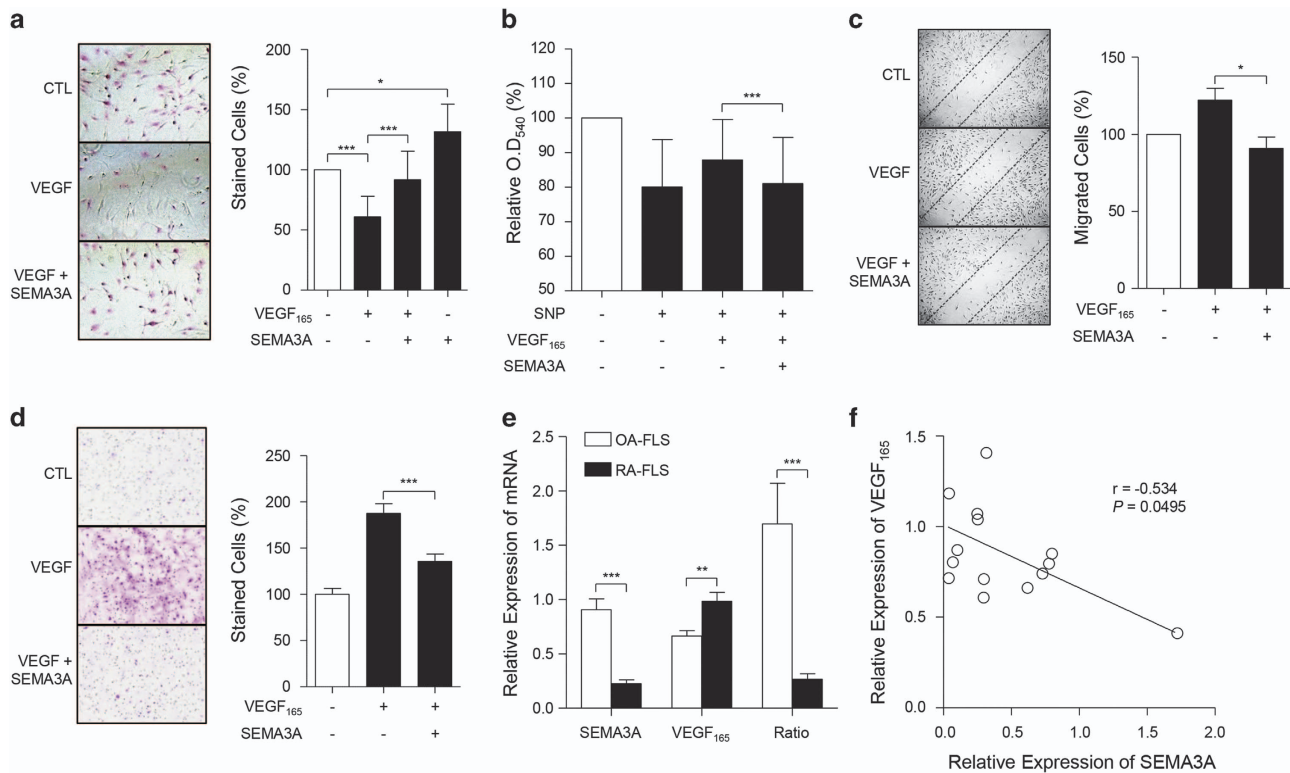 a
CTL
VEGF
VEGF +
SEMA3A
Stained Cells (%)
200
150
100
50
0
*
***
***
VEGF₁₆₅ - + + -
SEMA3A - - + +
b
Relative O.D₅₄₀ (%)
120
110
100
90
80
70
60
50
***
SNP - + + +
VEGF₁₆₅ - - + +
SEMA3A - - - +
c
CTL
VEGF
VEGF +
SEMA3A
Migrated Cells (%)
150
100
50
0
*
VEGF₁₆₅ - + +
SEMA3A - - +
d
CTL
VEGF
VEGF +
SEMA3A
Stained Cells (%)
250
200
150
100
50
0
***
VEGF₁₆₅ - + +
SEMA3A - - +
e
Relative Expression of mRNA
2.5
2.0
1.5
1.0
0.5
0.0
OA-FLS
RA-FLS
***
**
***
SEMA3A VEGF₁₆₅ Ratio
f
Relative Expression of VEGF₁₆₅
1.5
1.0
0.5
0.0
r = -0.534
P = 0.0495
0.0 0.5 1.0 1.5 2.0
Relative Expression of SEMA3A